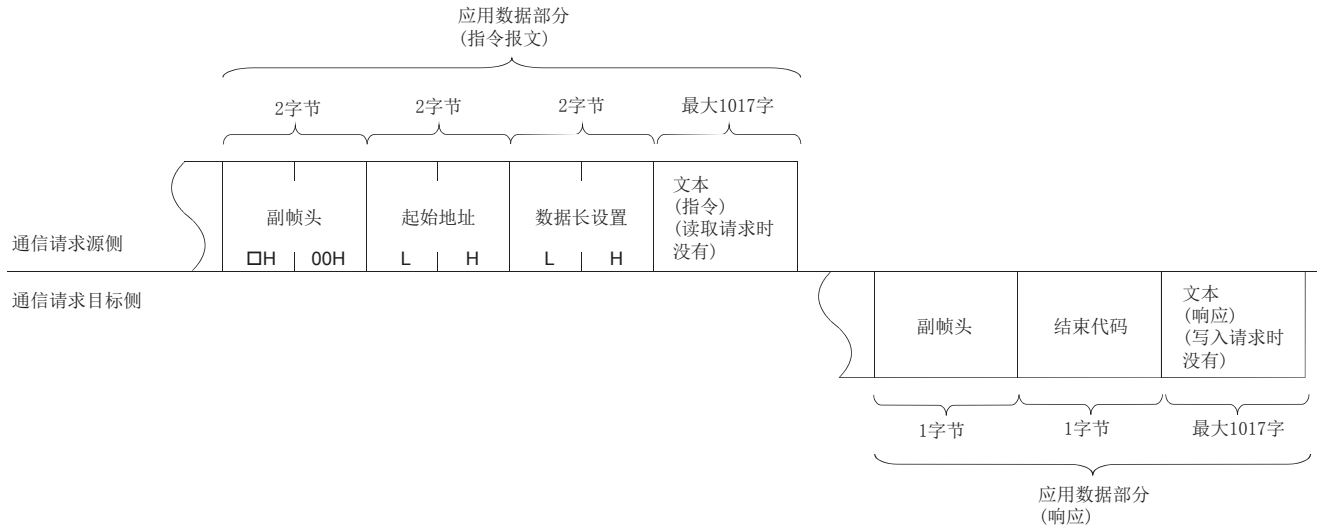 应用数据部分
(指令报文)
2字节 2字节 2字节 最大1017字
副帧头 起始地址 数据长设置
文本
(指令)
(读取请求时
没有)
□H 00H L H L H
通信请求源侧
通信请求目标侧
副帧头 结束代码
文本
(响应)
(写入请求时
没有)
1字节 1字节 最大1017字
应用数据部分
(响应)